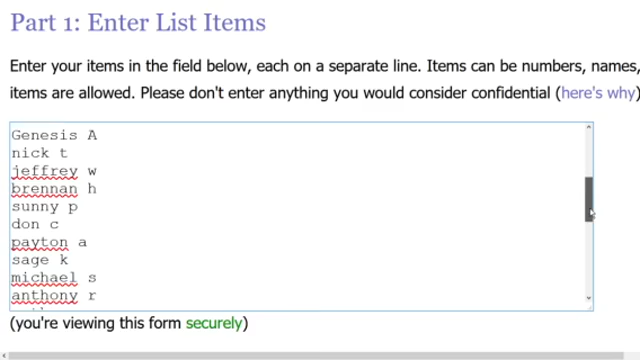 Part 1: Enter List Items
Enter your items in the field below, each on a separate line. Items can be numbers, names,
items are allowed. Please don't enter anything you would consider confidential (here's why)
Genesis A
nick t
jeffrey w
brennan h
sunny p
don c
payton a
sage k
michael s
anthony r
(you're viewing this form securely)